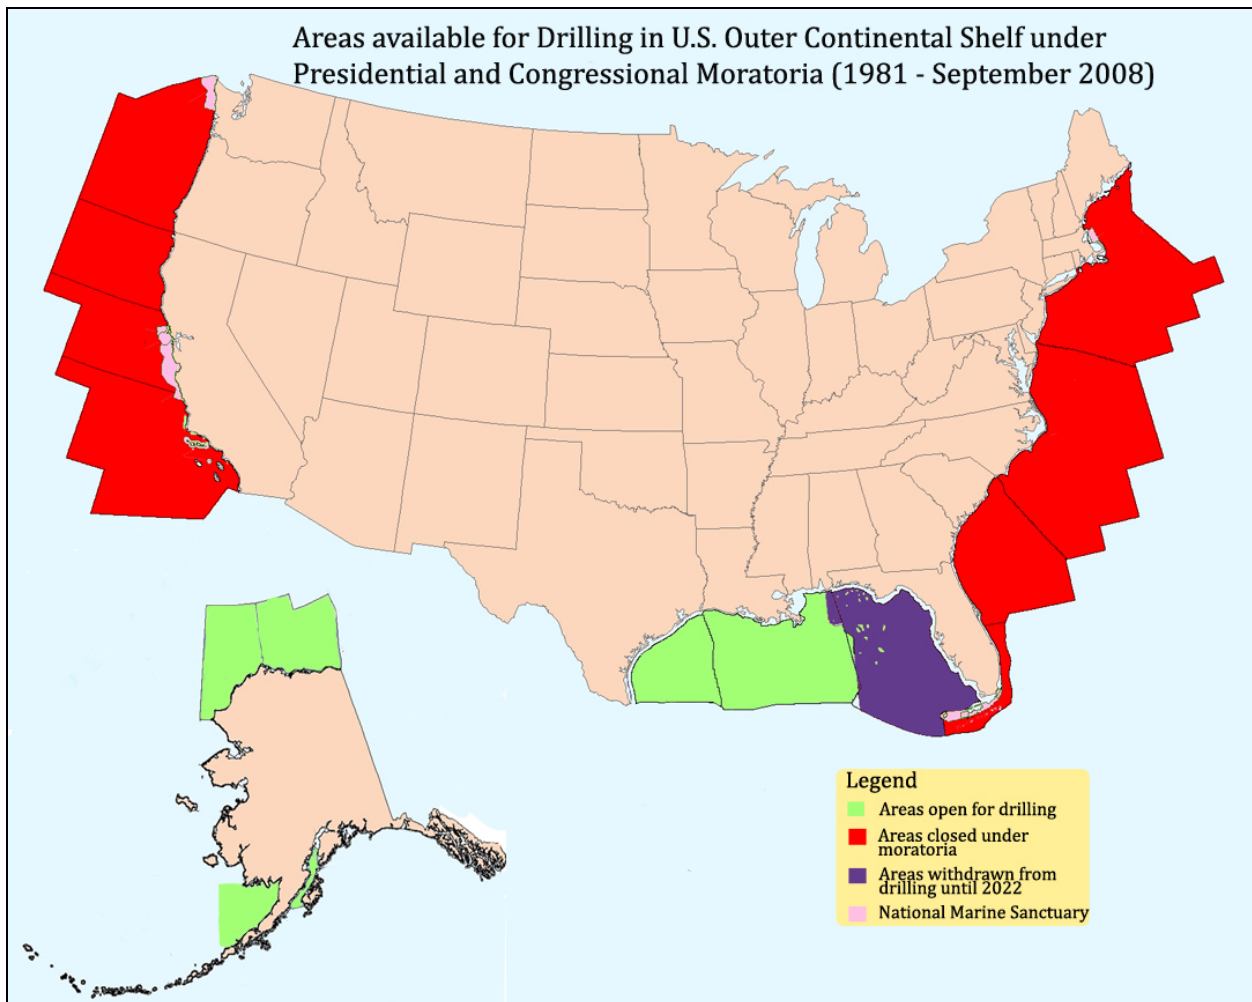 Areas available for Drilling in U.S. Outer Continental Shelf under
Presidential and Congressional Moratoria (1981 - September 2008)
Legend
Areas open for drilling
Areas closed under
moratoria
Areas withdrawn from
drilling until 2022
National Marine Sanctuary